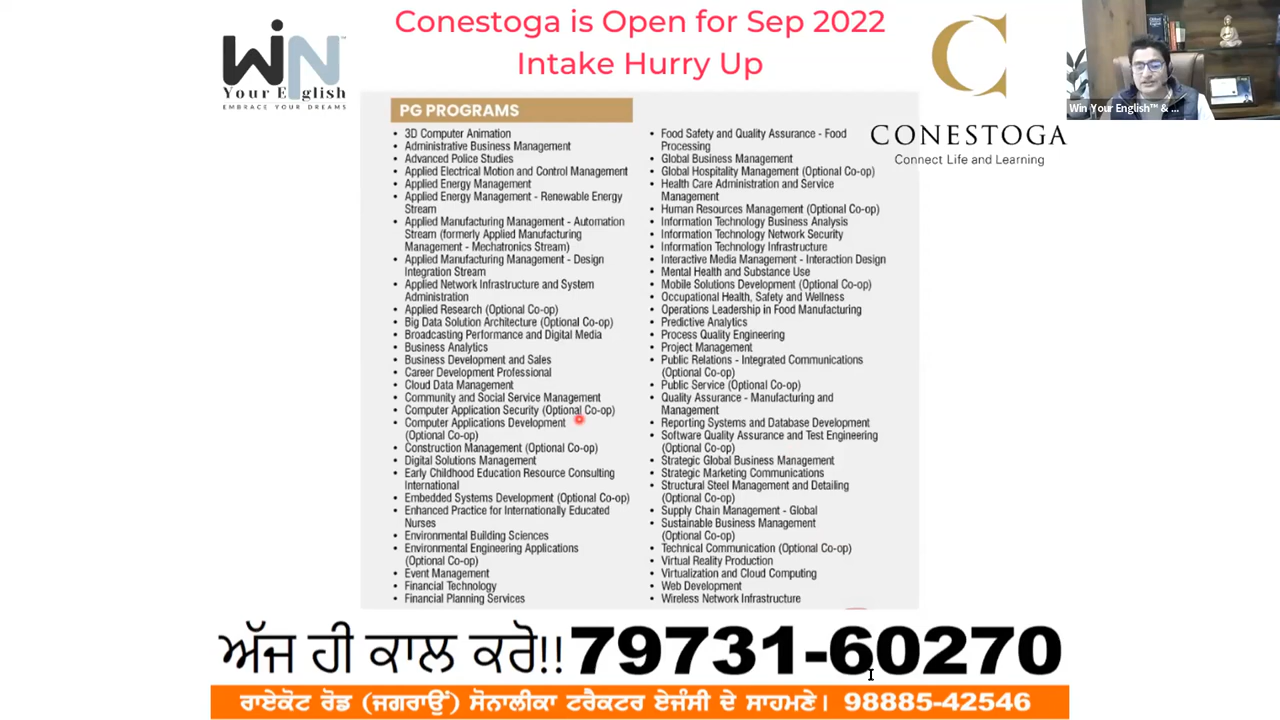 Conestoga is Open for Sep 2022
Intake Hurry Up
WiN
Your English
EMBRACE YOUR DREAMS
C
CONESTOGA
Connect Life and Learning
Win Your English™ & ...
PG PROGRAMS
• 3D Computer Animation
• Administrative Business Management
• Advanced Police Studies
• Applied Electrical Motion and Control Management
• Applied Energy Management
• Applied Energy Management - Renewable Energy
Stream
• Applied Manufacturing Management - Automation
Stream (formerly Applied Manufacturing
Management - Mechatronics Stream)
• Applied Manufacturing Management - Design
Integration Stream
• Applied Network Infrastructure and System
Administration
• Applied Research (Optional Co-op)
• Big Data Solution Architecture (Optional Co-op)
• Broadcasting Performance and Digital Media
• Business Analytics
• Business Development and Sales
• Career Development Professional
• Cloud Data Management
• Community and Social Service Management
• Computer Application Security (Optional Co-op)
• Computer Applications Development
(Optional Co-op)
• Construction Management (Optional Co-op)
• Digital Solutions Management
• Early Childhood Education Resource Consulting
International
• Embedded Systems Development (Optional Co-op)
• Enhanced Practice for Internationally Educated
Nurses
• Environmental Building Sciences
• Environmental Engineering Applications
(Optional Co-op)
• Event Management
• Financial Technology
• Financial Planning Services
• Food Safety and Quality Assurance - Food
Processing
• Global Business Management
• Global Hospitality Management (Optional Co-op)
• Health Care Administration and Service
Management
• Human Resources Management (Optional Co-op)
• Information Technology Business Analysis
• Information Technology Network Security
• Information Technology Infrastructure
• Interactive Media Management - Interaction Design
• Mental Health and Substance Use
• Mobile Solutions Development (Optional Co-op)
• Occupational Health, Safety and Wellness
• Operations Leadership in Food Manufacturing
• Predictive Analytics
• Process Quality Engineering
• Project Management
• Public Relations - Integrated Communications
(Optional Co-op)
• Public Service (Optional Co-op)
• Quality Assurance - Manufacturing and
Management
• Reporting Systems and Database Development
• Software Quality Assurance and Test Engineering
(Optional Co-op)
• Strategic Global Business Management
• Strategic Marketing Communications
• Structural Steel Management and Detailing
(Optional Co-op)
• Supply Chain Management - Global
• Sustainable Business Management
(Optional Co-op)
• Technical Communication (Optional Co-op)
• Virtual Reality Production
• Virtualization and Cloud Computing
• Web Development
• Wireless Network Infrastructure
ਅੱਜ ਹੀ ਕਾਲ ਕਰੋ!! 79731-60270
ਰਾਏਕੋਟ ਰੋਡ (ਜਗਰਾਉਂ) ਸੋਨਾਲੀਕਾ ਟਰੈਕਟਰ ਏਜੰਸੀ ਦੇ ਸਾਹਮਣੇ। 98885-42546